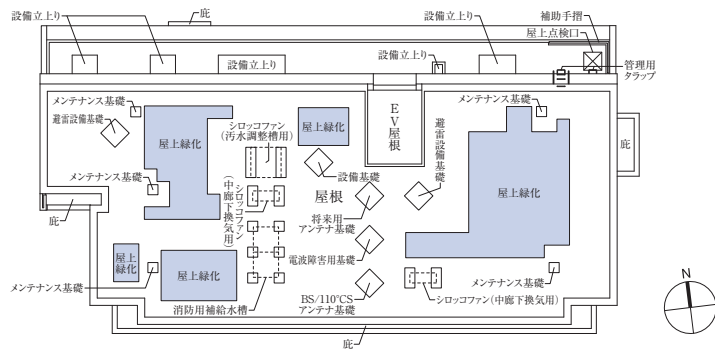 設備立上り
庇
設備立上り
補助手摺
屋上点検口
設備立上り
設備立上り
管理用
タラップ
メンテナンス基礎
避雷設備基礎
屋上緑化
シロッコファン
(汚水調整槽用)
屋上緑化
EV屋根
避雷設備基礎
メンテナンス基礎
庇
メンテナンス基礎
シロッコファン
(中廊下換気用)
設備基礎
屋根
屋上緑化
庇
将来用
アンテナ基礎
電波障害用基礎
屋上
緑化
屋上緑化
メンテナンス基礎
消防用補給水槽
BS/110°CS
アンテナ基礎
メンテナンス基礎
シロッコファン(中廊下換気用)
庇
N